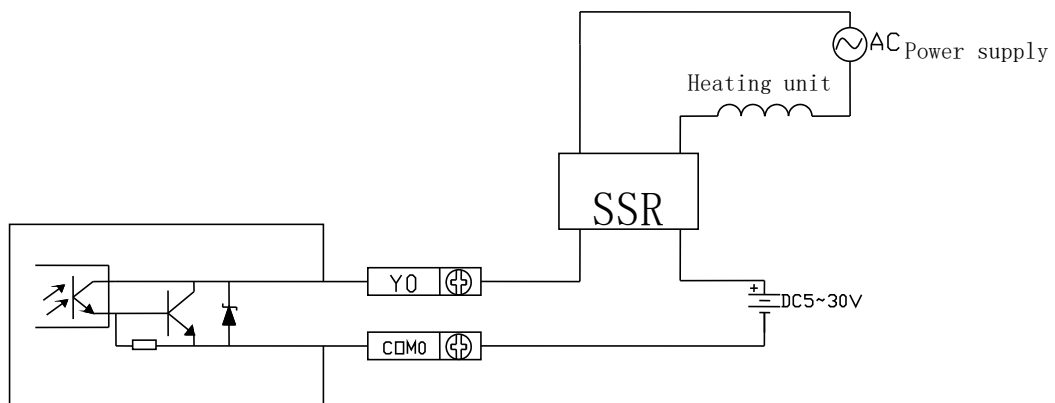 AC Power supply
Heating unit
SSR
Y0
+
DC5~30V
COM0